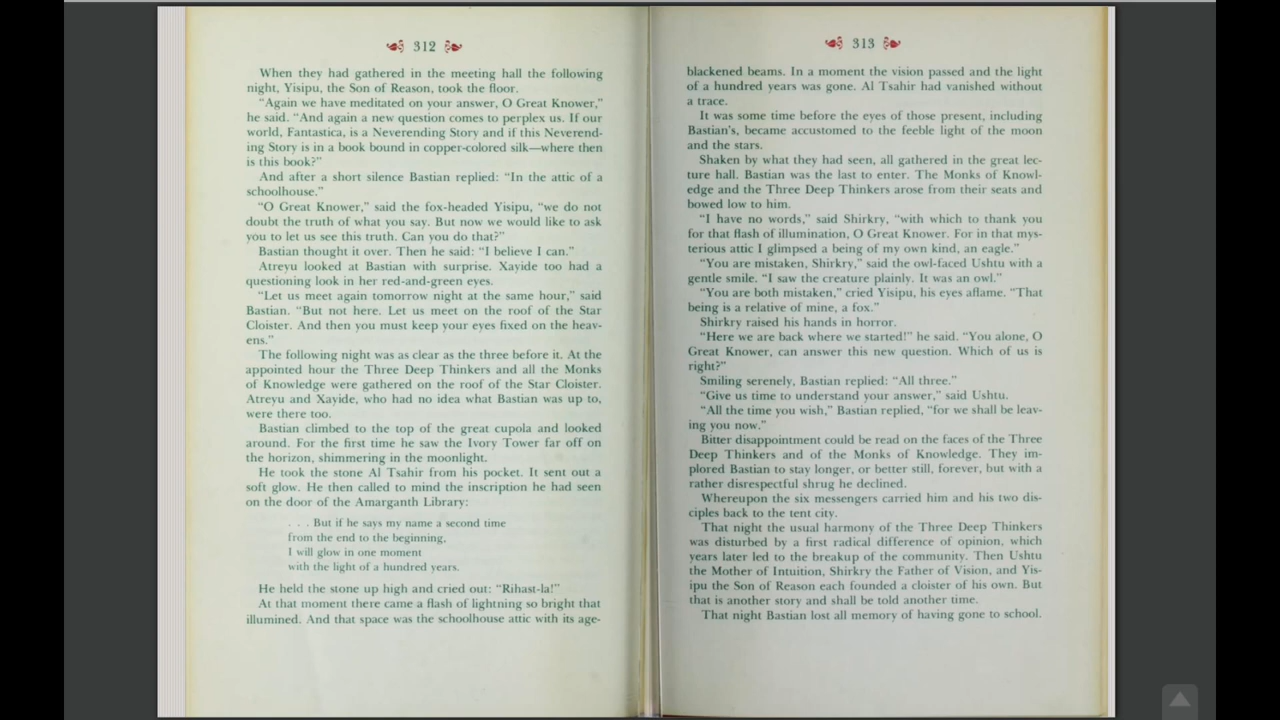 312
When they had gathered in the meeting hall the following
night, Yisipu, the Son of Reason, took the floor.
“Again we have meditated on your answer, O Great Knower,”
he said. “And again a new question comes to perplex us. If our
world, Fantastica, is a Neverending Story and if this Neverend-
ing Story is in a book bound in copper-colored silk—where then
is this book?”
And after a short silence Bastian replied: “In the attic of a
schoolhouse.”
“O Great Knower,” said the fox-headed Yisipu, “we do not
doubt the truth of what you say. But now we would like to ask
you to let us see this truth. Can you do that?”
Bastian thought it over. Then he said: “I believe I can.”
Atreyu looked at Bastian with surprise. Xayide too had a
questioning look in her red-and-green eyes.
“Let us meet again tomorrow night at the same hour,” said
Bastian. “But not here. Let us meet on the roof of the Star
Cloister. And then you must keep your eyes fixed on the heav-
ens.”
The following night was as clear as the three before it. At the
appointed hour the Three Deep Thinkers and all the Monks
of Knowledge were gathered on the roof of the Star Cloister.
Atreyu and Xayide, who had no idea what Bastian was up to,
were there too.
Bastian climbed to the top of the great cupola and looked
around. For the first time he saw the Ivory Tower far off on
the horizon, shimmering in the moonlight.
He took the stone Al Tsahir from his pocket. It sent out a
soft glow. He then called to mind the inscription he had seen
on the door of the Amarganth Library:
. . . But if he says my name a second time
from the end to the beginning,
I will glow in one moment
with the light of a hundred years.
He held the stone up high and cried out: “Rihast-la!”
At that moment there came a flash of lightning so bright that
illumined. And that space was the schoolhouse attic with its age-
313
blackened beams. In a moment the vision passed and the light
of a hundred years was gone. Al Tsahir had vanished without
a trace.
It was some time before the eyes of those present, including
Bastian’s, became accustomed to the feeble light of the moon
and the stars.
Shaken by what they had seen, all gathered in the great lec-
ture hall. Bastian was the last to enter. The Monks of Knowl-
edge and the Three Deep Thinkers arose from their seats and
bowed low to him.
“I have no words,” said Shirkry, “with which to thank you
for that flash of illumination, O Great Knower. For in that mys-
terious attic I glimpsed a being of my own kind, an eagle.”
“You are mistaken, Shirkry,” said the owl-faced Ushtu with a
gentle smile. “I saw the creature plainly. It was an owl.”
“You are both mistaken,” cried Yisipu, his eyes aflame. “That
being is a relative of mine, a fox.”
Shirkry raised his hands in horror.
“Here we are back where we started!” he said. “You alone, O
Great Knower, can answer this new question. Which of us is
right?”
Smiling serenely, Bastian replied: “All three.”
“Give us time to understand your answer,” said Ushtu.
“All the time you wish,” Bastian replied, “for we shall be leav-
ing you now.”
Bitter disappointment could be read on the faces of the Three
Deep Thinkers and of the Monks of Knowledge. They im-
plored Bastian to stay longer, or better still, forever, but with a
rather disrespectful shrug he declined.
Whereupon the six messengers carried him and his two dis-
ciples back to the tent city.
That night the usual harmony of the Three Deep Thinkers
was disturbed by a first radical difference of opinion, which
years later led to the breakup of the community. Then Ushtu
the Mother of Intuition, Shirkry the Father of Vision, and Yis-
ipu the Son of Reason each founded a cloister of his own. But
that is another story and shall be told another time.
That night Bastian lost all memory of having gone to school.